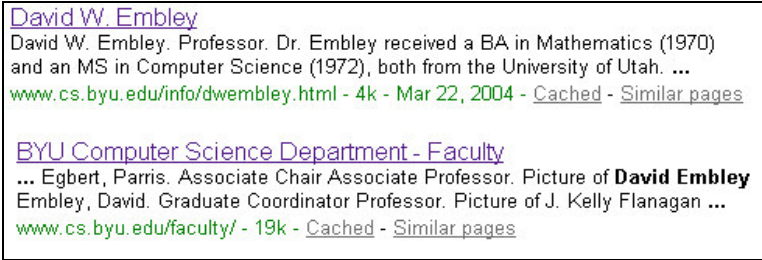 David W. Embley
David W. Embley. Professor. Dr. Embley received a BA in Mathematics (1970)
and an MS in Computer Science (1972), both from the University of Utah. ...
www.cs.byu.edu/info/dwembley.html - 4k - Mar 22, 2004 - Cached - Similar pages
BYU Computer Science Department - Faculty
... Egbert, Parris. Associate Chair Associate Professor. Picture of David Embley
Embley, David. Graduate Coordinator Professor. Picture of J. Kelly Flanagan ...
www.cs.byu.edu/faculty/ - 19k - Cached - Similar pages